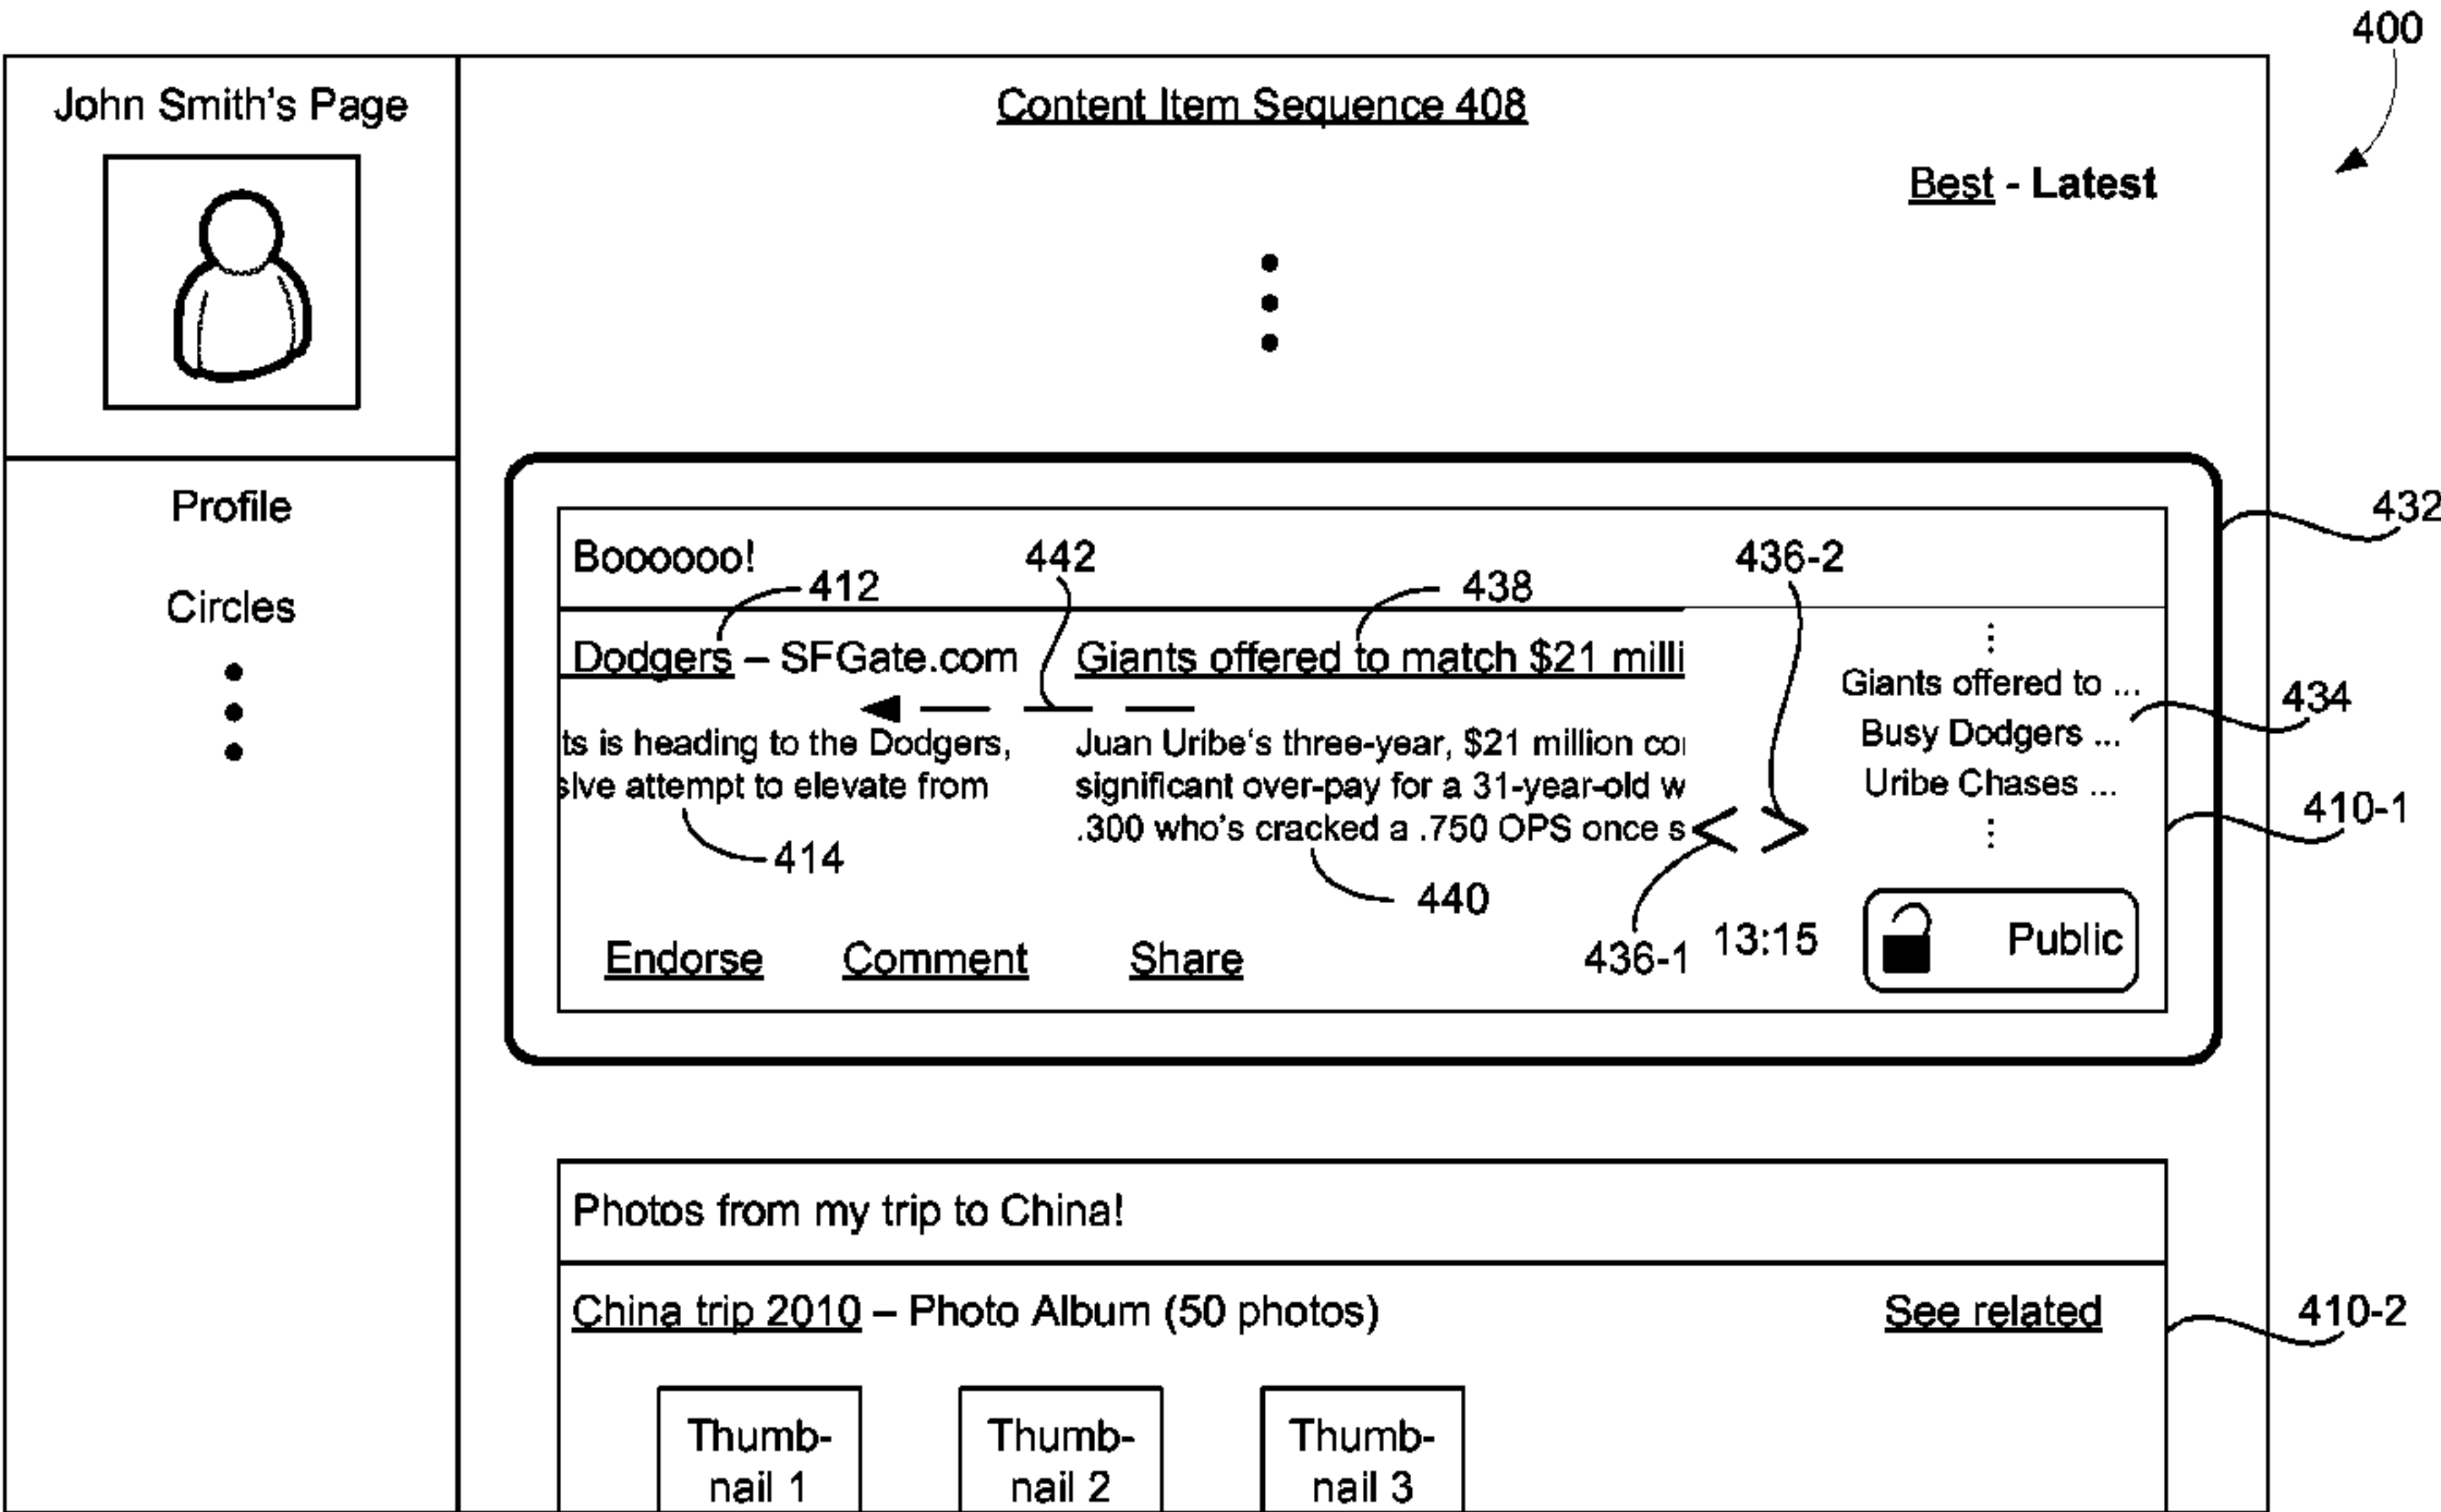 400
John Smith's Page
Content Item Sequence 408
Best - Latest
Profile
Circles
432
Boooooo!
412
442
438
436-2
Dodgers – SFGate.com
Giants offered to match $21 milli
Giants offered to ...
434
Busy Dodgers ...
Uribe Chases ...
ts is heading to the Dodgers,
attempt to elevate from
Juan Uribe's three-year, $21 million
significant over-pay for a 31-year-old w
.300 who's cracked a .750 OPS once s
410-1
414
440
436-1
13:15
Public
Endorse Comment Share
Photos from my trip to China!
China trip 2010 – Photo Album (50 photos)
See related
410-2
Thumb-
nail 1
Thumb-
nail 2
Thumb-
nail 3